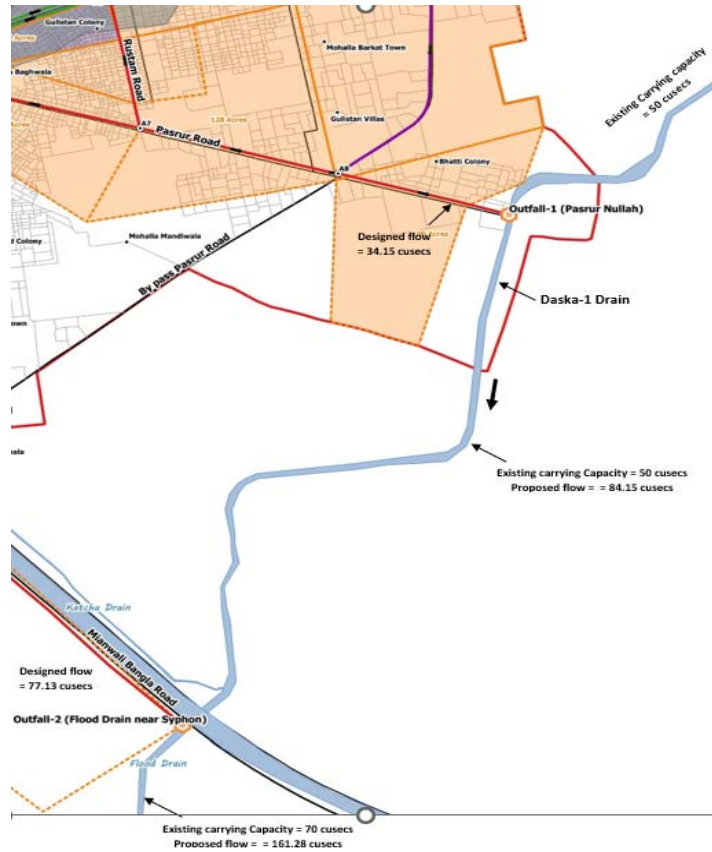 Gulistan Colony
Acres
Rustam Road
Mohalla Barkat Town
Baghwala
Existing Carrying capacity
= 50 cusecs
128 Acres
Gulistan Villas
A7
Pasrur Road
A8
Bhatti Colony
Outfall-1 (Pasrur Nullah)
Designed flow
= 34.15 cusecs
Acres
d Colony
Mohalla Mandiwala
By pass Pasrur Road
Daska-1 Drain
own
Existing carrying Capacity = 50 cusecs
Proposed flow = = 84.15 cusecs
Katcha Drain
Mianwali Bangla Road
Designed flow
= 77.13 cusecs
Outfall-2 (Flood Drain near Syphon)
Flood Drain
Existing carrying Capacity = 70 cusecs
Proposed flow = = 161.28 cusecs